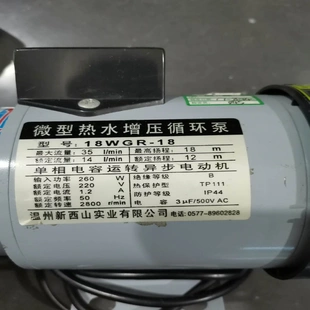 微型热水增压循环泵
型号: 18WGR-18
最大流量: 35 l/min 最高扬程: 18 m
额定流量: 14 l/min 额定扬程: 12 m
单相电容运转异步电动机
输入功率 260 W 绝缘等级 B
额定电压 220 V 热保护型 TP111
额定电流 1.2 A 防护等级 IP44
额定频率 50 Hz 电容 3μF/500V AC
额定转速 2800 r/min
温州新西山实业有限公司 电话:0577-89602628